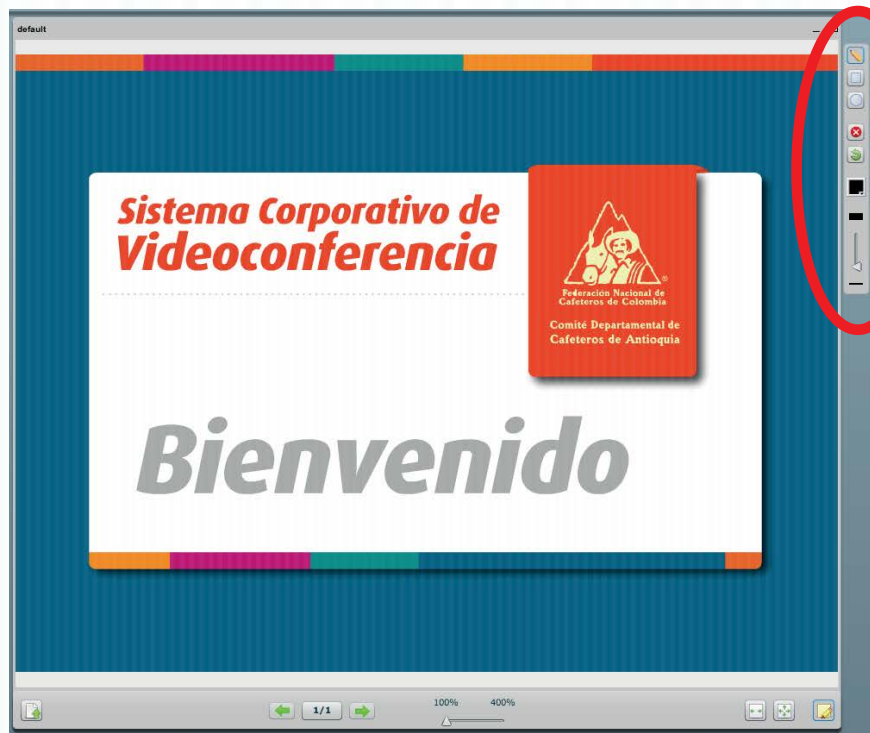 default
Sistema Corporativo de
Videoconferencia
®
Federación Nacional de
Cafeteros de Colombia
Comité Departamental de
Cafeteros de Antioquia
Bienvenido
1/1
100% 400%